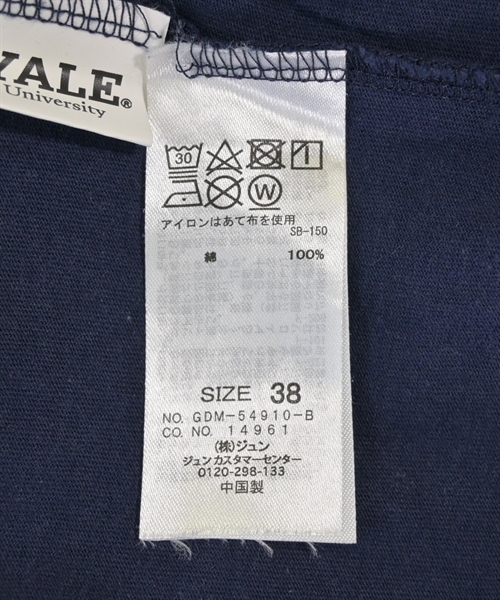 YALE®
University
30
W
アイロンはあて布を使用
SB-150
綿 100%
SIZE 38
NO. GDM-54910-B
CO. NO. 14961
(株)ジュン
ジュンカスタマーセンター
0120-298-133
中国製